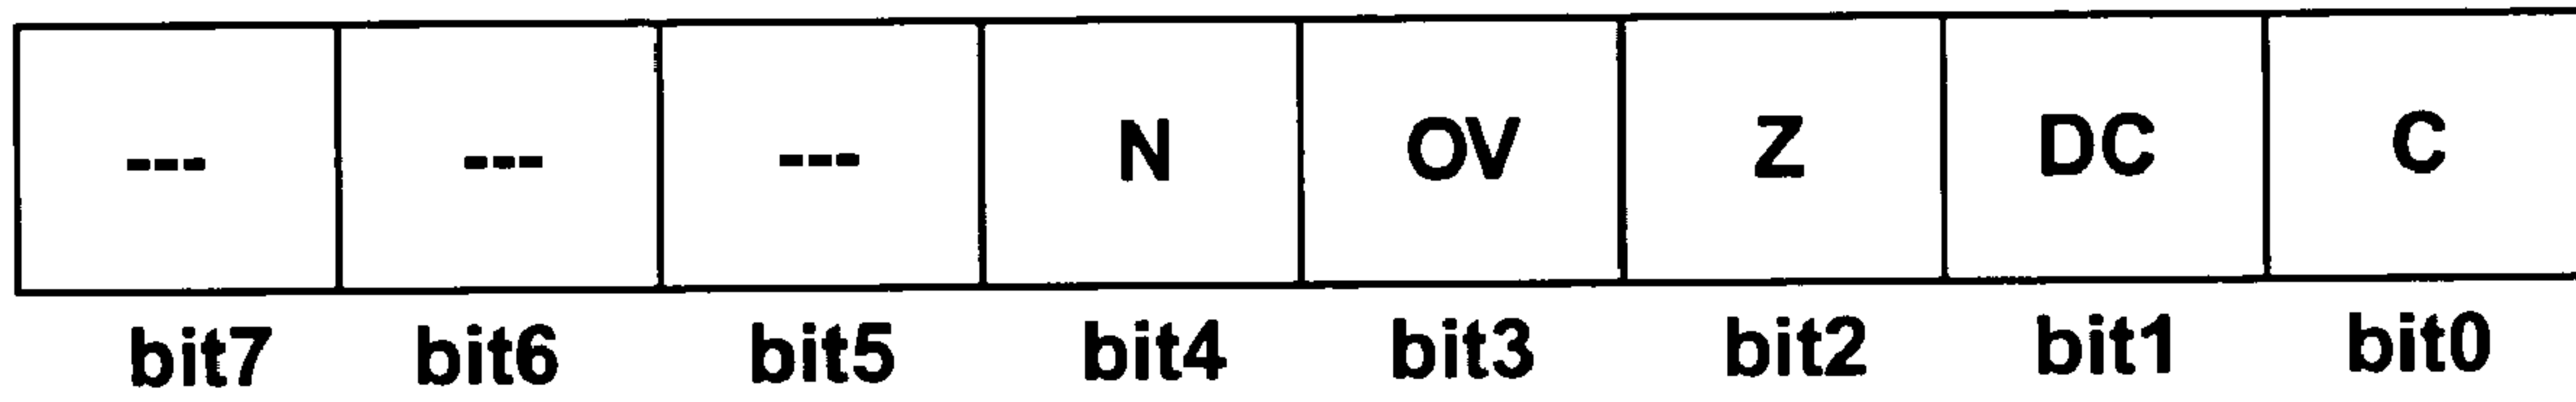 --- --- --- N OV Z DC C
bit7 bit6 bit5 bit4 bit3 bit2 bit1 bit0